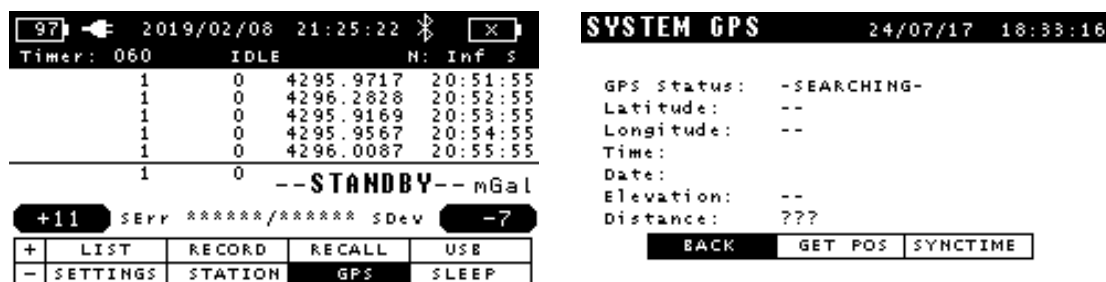 97 2019/02/08 21:25:22 X
Timer: 060 IDLE N: Inf S
1 0 4295.9717 20:51:55
1 0 4296.2828 20:52:55
1 0 4295.9169 20:53:55
1 0 4295.9567 20:54:55
1 0 4296.0087 20:55:55
1 0 --STANDBY-- mGal
+11 SErr ******/****** SDev -7
+ LIST RECORD RECALL USB
- SETTINGS STATION GPS SLEEP
SYSTEM GPS 24/07/17 18:33:16
GPS Status: -SEARCHING-
Latitude: --
Longitude: --
Time:
Date:
Elevation: --
Distance: ???
BACK GET POS SYNCTIME